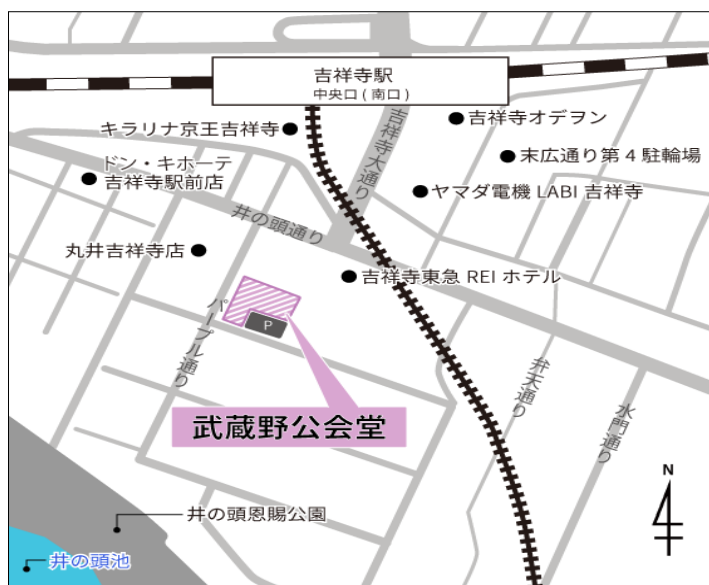 吉祥寺駅
中央口(南口)
キラリナ京王吉祥寺
吉祥寺大通り
吉祥寺オデヲン
末広通り第4駐輪場
ドン・キホーテ
吉祥寺駅前店
ヤマダ電機 LABI 吉祥寺
井の頭通り
丸井吉祥寺店
吉祥寺東急 REI ホテル
パープル通り
P
武蔵野公会堂
弁天通り
水門通り
N
井の頭恩賜公園
井の頭池